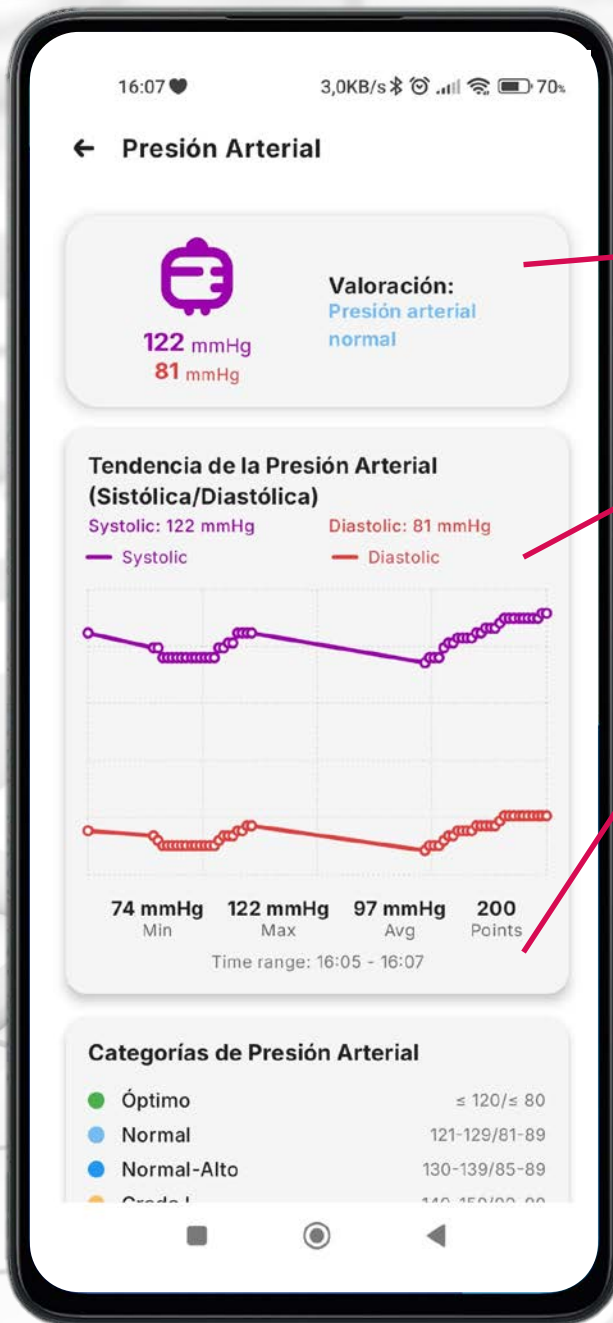 16:07
3,0KB/s 70%
Presión Arterial
122 mmHg
81 mmHg
Valoración:
Presión arterial
normal
Tendencia de la Presión Arterial
(Sistólica/Diastólica)
Systolic: 122 mmHg Diastolic: 81 mmHg
Systolic Diastolic
74 mmHg 122 mmHg 97 mmHg 200
Min Max Avg Points
Time range: 16:05 - 16:07
Categorías de Presión Arterial
Óptimo ≤ 120/≤ 80
Normal 121-129/81-89
Normal-Alto 130-139/85-89